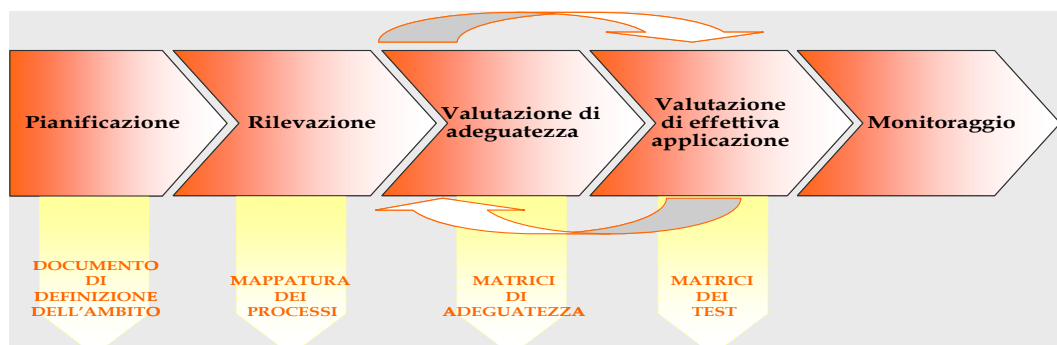 Pianificazione
Rilevazione
Valutazione di
adeguatezza
Valutazione
di effettiva
applicazione
Monitoraggio
DOCUMENTO
DI
DEFINIZIONE
DELL'AMBITO
MAPPATURA
DEI
PROCESSI
MATRICI
DI
ADEGUATEZZA
MATRICI
DEI
TEST